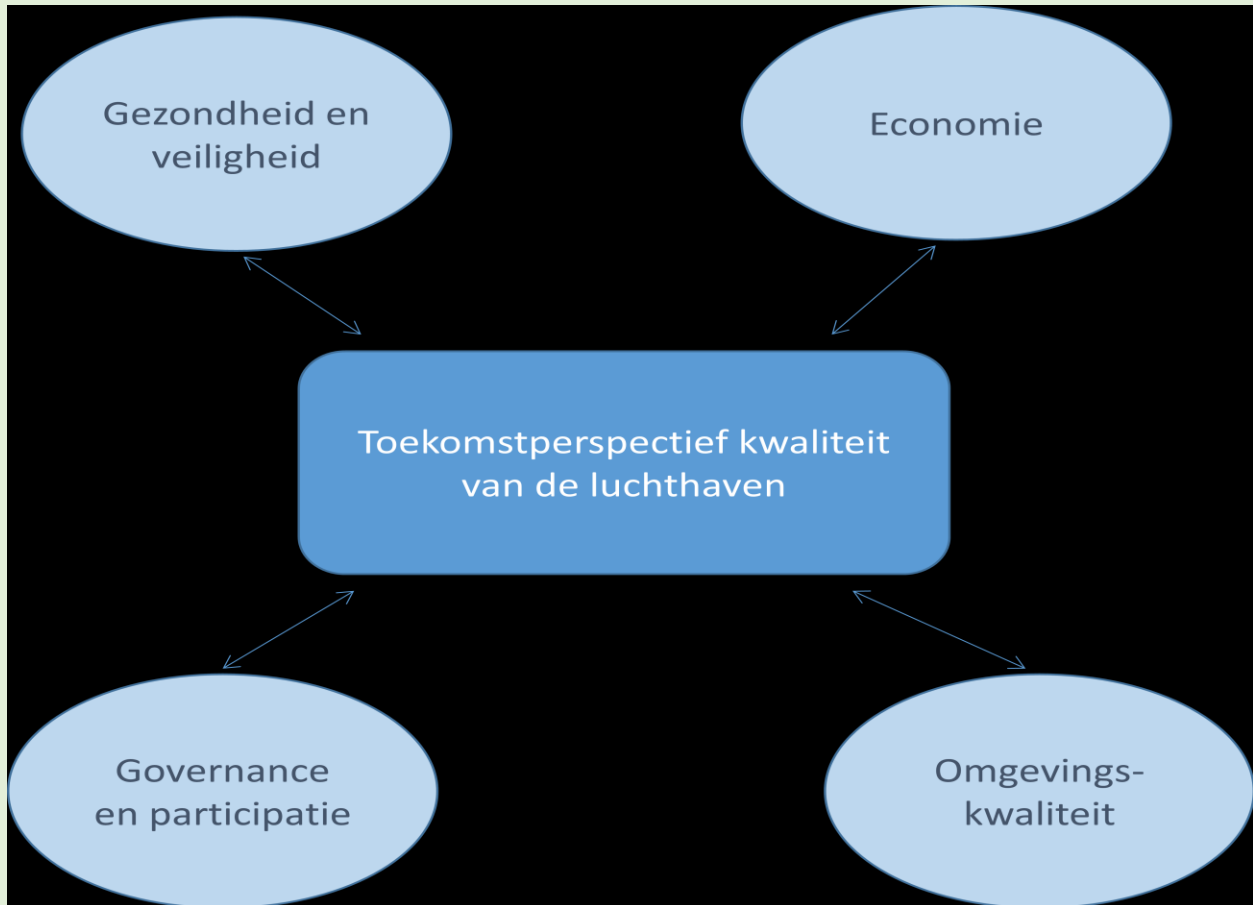 Gezondheid en
veiligheid
Economie
Toekomstperspectief kwaliteit
van de luchthaven
Governance
en participatie
Omgevings-
kwaliteit